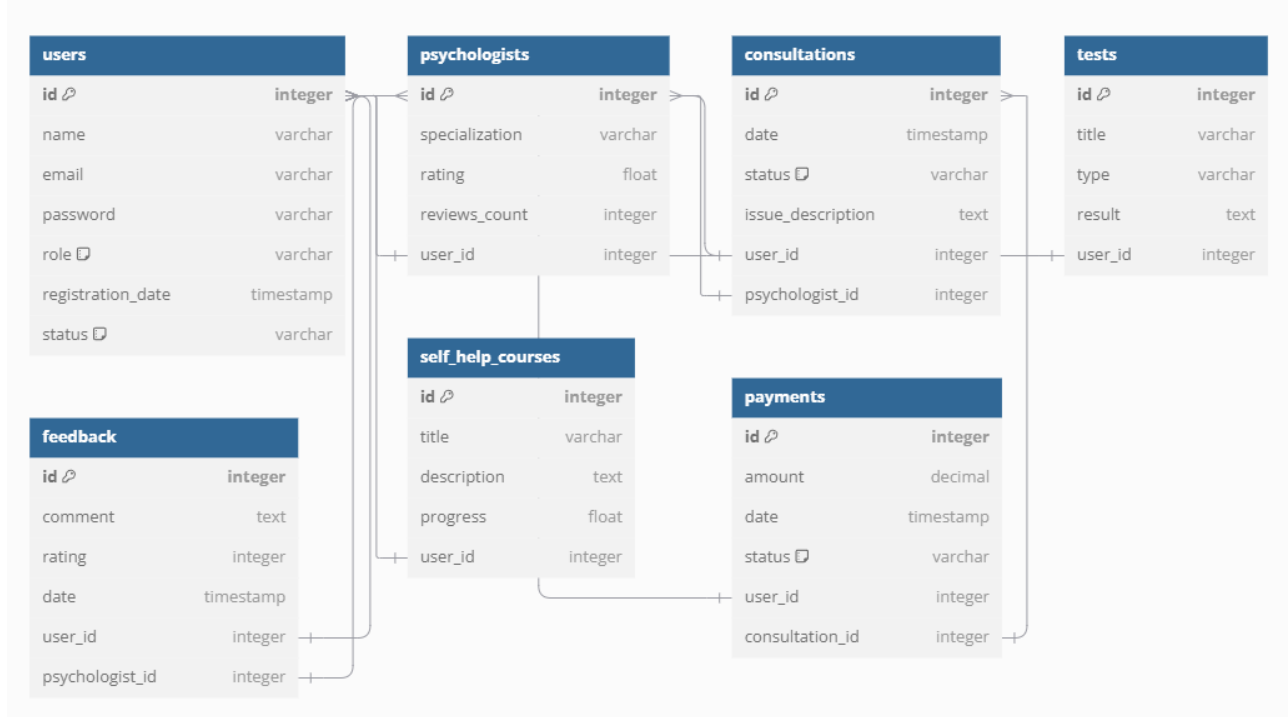 users
id integer
name varchar
email varchar
password varchar
role varchar
registration_date timestamp
status varchar
psychologists
id integer
specialization varchar
rating float
reviews_count integer
user_id integer
consultations
id integer
date timestamp
status varchar
issue_description text
user_id integer
psychologist_id integer
tests
id integer
title varchar
type varchar
result text
user_id integer
self_help_courses
id integer
title varchar
description text
progress float
user_id integer
payments
id integer
amount decimal
date timestamp
status varchar
user_id integer
consultation_id integer
feedback
id integer
comment text
rating integer
date timestamp
user_id integer
psychologist_id integer